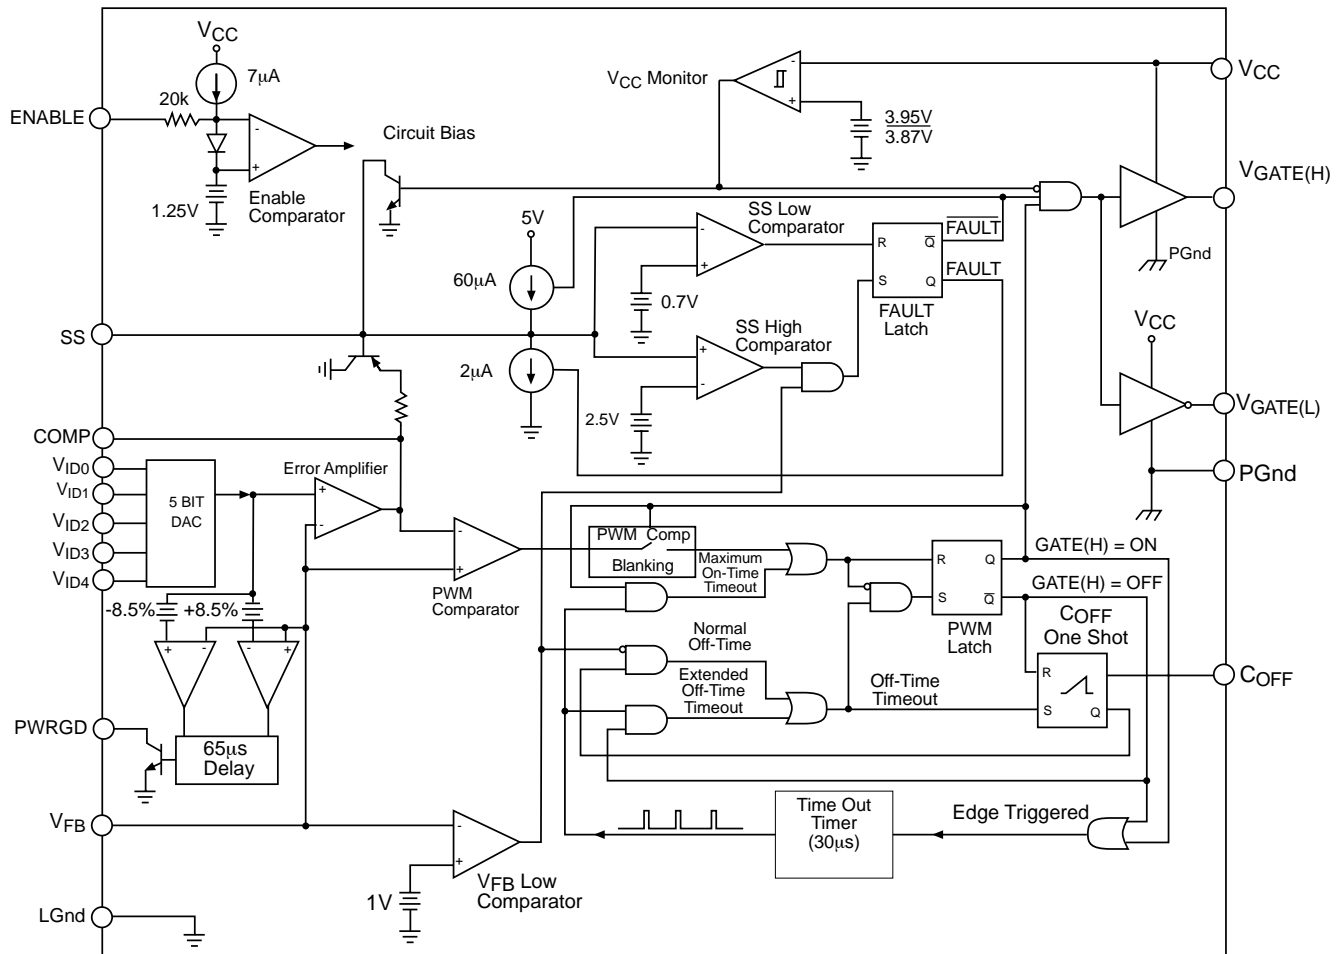 VCC
7µA
20k
ENABLE
-
+
1.25V
Enable
Comparator
Circuit Bias
VCC Monitor
-
+
3.95V
3.87V
VCC
VGATE(H)
PGnd
5V
60µA
2µA
SS Low
Comparator
-
+
0.7V
R
S
Q
Q
FAULT
FAULT
FAULT
Latch
SS High
Comparator
+
-
2.5V
VCC
VGATE(L)
PGnd
SS
COMP
VID0
VID1
VID2
VID3
VID4
5 BIT
DAC
Error Amplifier
+
-
-
+
PWM
Comparator
PWM Comp
Blanking
Maximum
On-Time
Timeout
R
S
Q
Q
PWM
Latch
GATE(H) = ON
GATE(H) = OFF
COFF
One Shot
R
S
Q
COFF
Normal
Off-Time
Extended
Off-Time
Timeout
Off-Time
Timeout
-8.5%
+8.5%
+
-
-
+
PWRGD
65µs
Delay
VFB
-
+
1V
VFB Low
Comparator
Time Out
Timer
(30µs)
Edge Triggered
LGnd